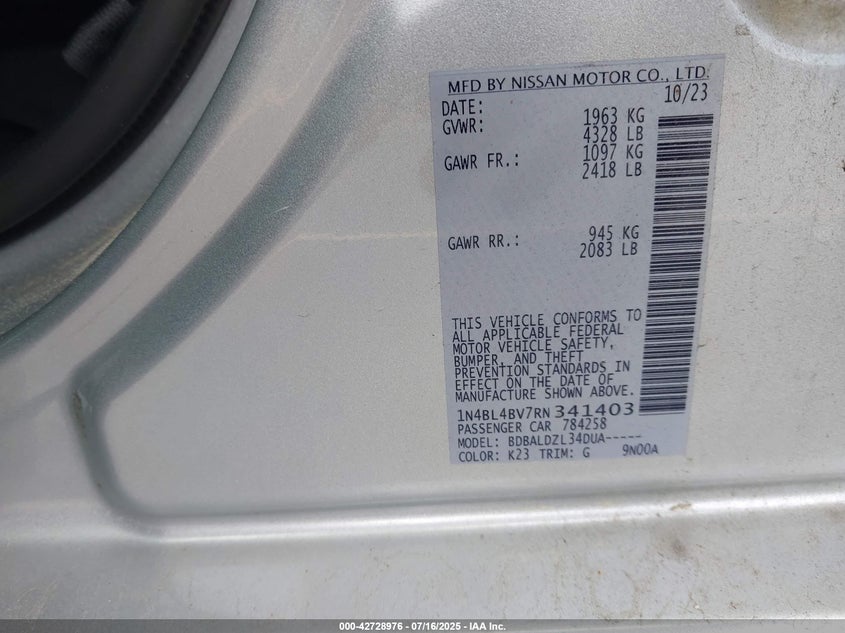 MFD BY NISSAN MOTOR CO., LTD.
DATE: 10/23
GVWR: 1963 KG
4328 LB
GAWR FR.: 1097 KG
2418 LB
GAWR RR.: 945 KG
2083 LB
THIS VEHICLE CONFORMS TO
ALL APPLICABLE FEDERAL
MOTOR VEHICLE SAFETY,
BUMPER, AND THEFT
PREVENTION STANDARDS IN
EFFECT ON THE DATE OF
MANUFACTURE SHOWN ABOVE.
1N4BL4BV7RN341403
PASSENGER CAR 784258
MODEL: BDBALDZL34DUA-----
COLOR: K23 TRIM: G 9N00A
000-42728976 - 07/16/2025 - IAA Inc.